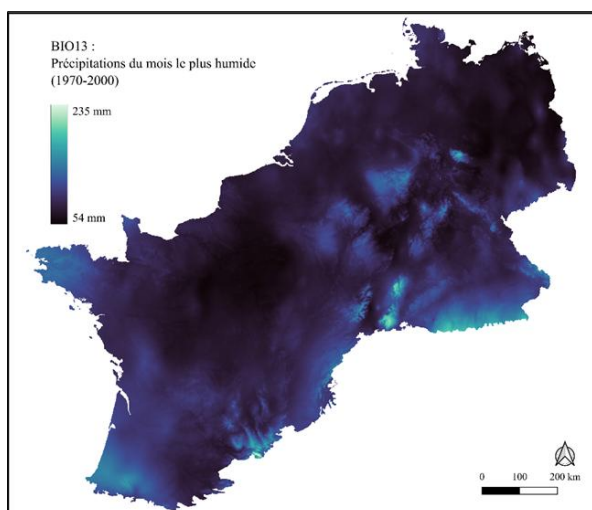 BIO13 :
Précipitations du mois le plus humide
(1970-2000)
235 mm
54 mm
0 100 200 km